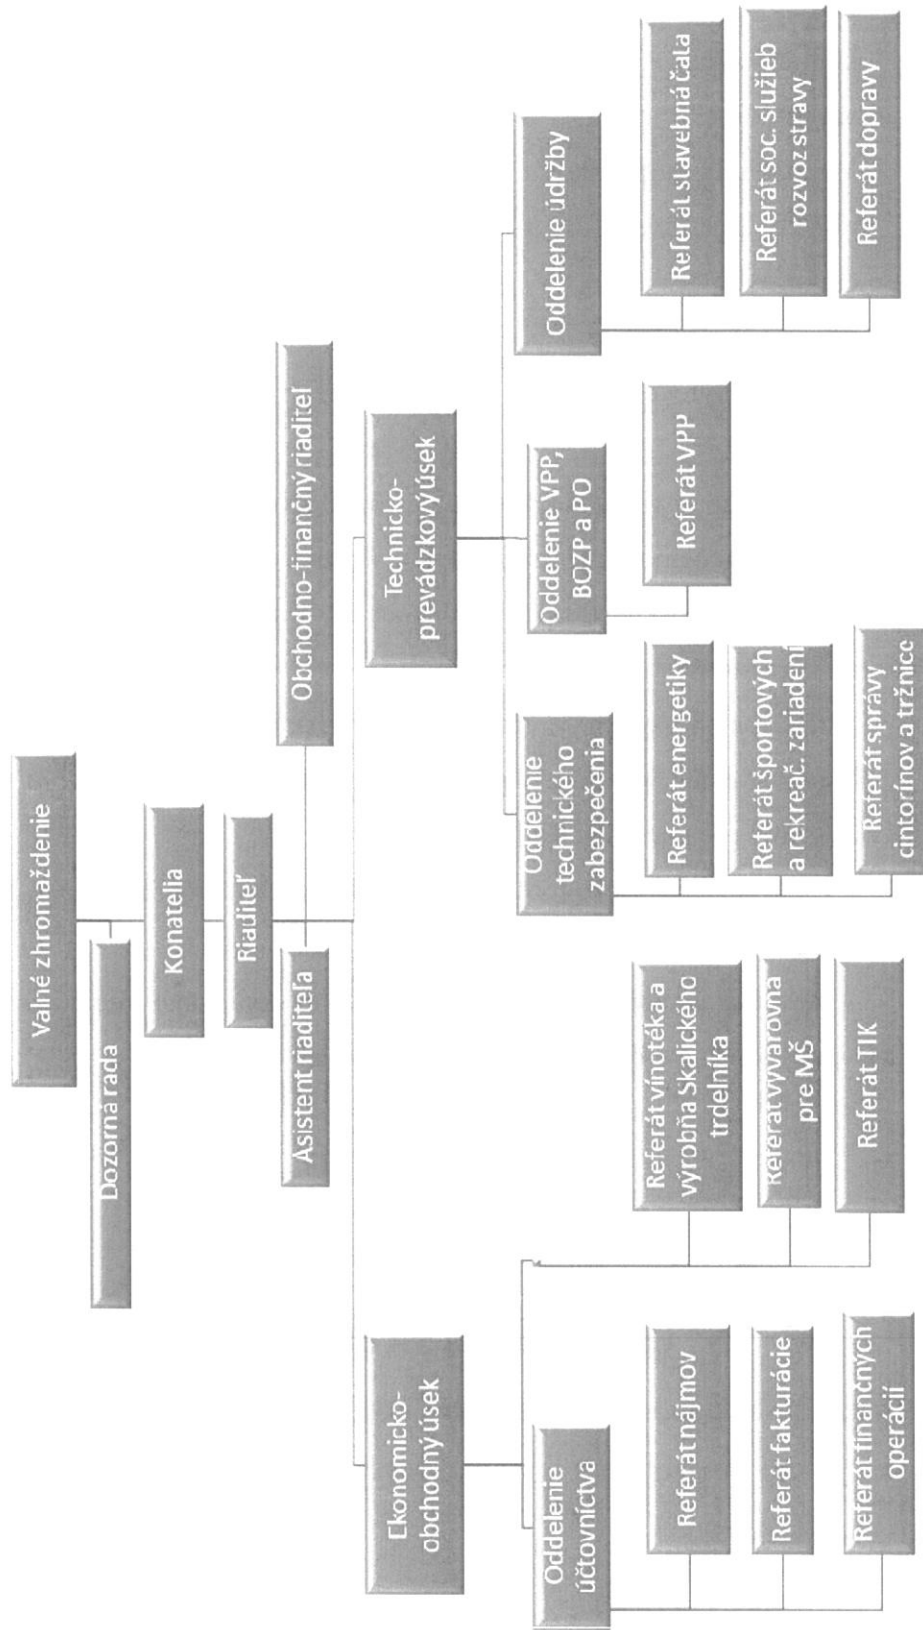 Valné zhromaždenie
Dozorná rada
Konatelia
Riaditeľ
Asistent riaditeľa
Obchodno-finančný riaditeľ
Ekonomicko-
obchodný úsek
Technicko-
prevádzkový úsek
Oddelenie
účtovníctva
Referát nájmov
Referát fakturácie
Referát finančných
operácií
Referát vínotéka a
výrobňa Skalického
trdelníka
Referát vyvarovna
pre MŠ
Referát TIK
Oddelenie
technického
zabezpečenia
Referát energetiky
Referát športových
a rekreač. zariadení
Referát správy
cintorínov a tržnice
Oddelenie VPP,
BOZP a PO
Referát VPP
Oddelenie údržby
Referát stavebná čata
Referát soc. služieb
rozvoz stravy
Referát dopravy